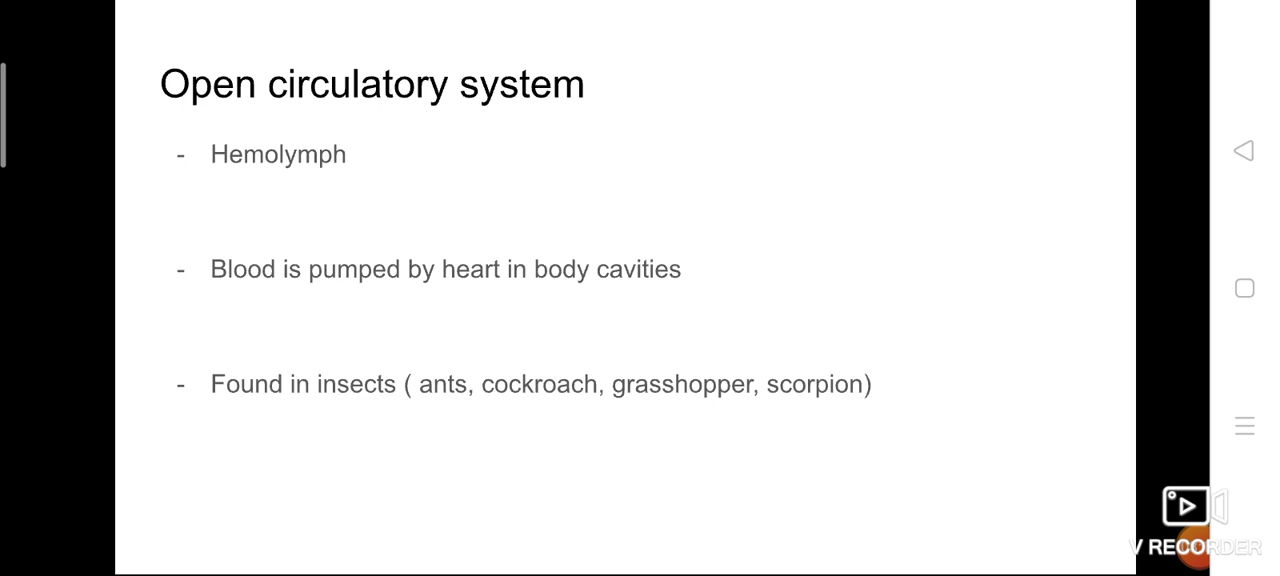 Open circulatory system
- Hemolymph
- Blood is pumped by heart in body cavities
- Found in insects ( ants, cockroach, grasshopper, scorpion)
V RECORDER